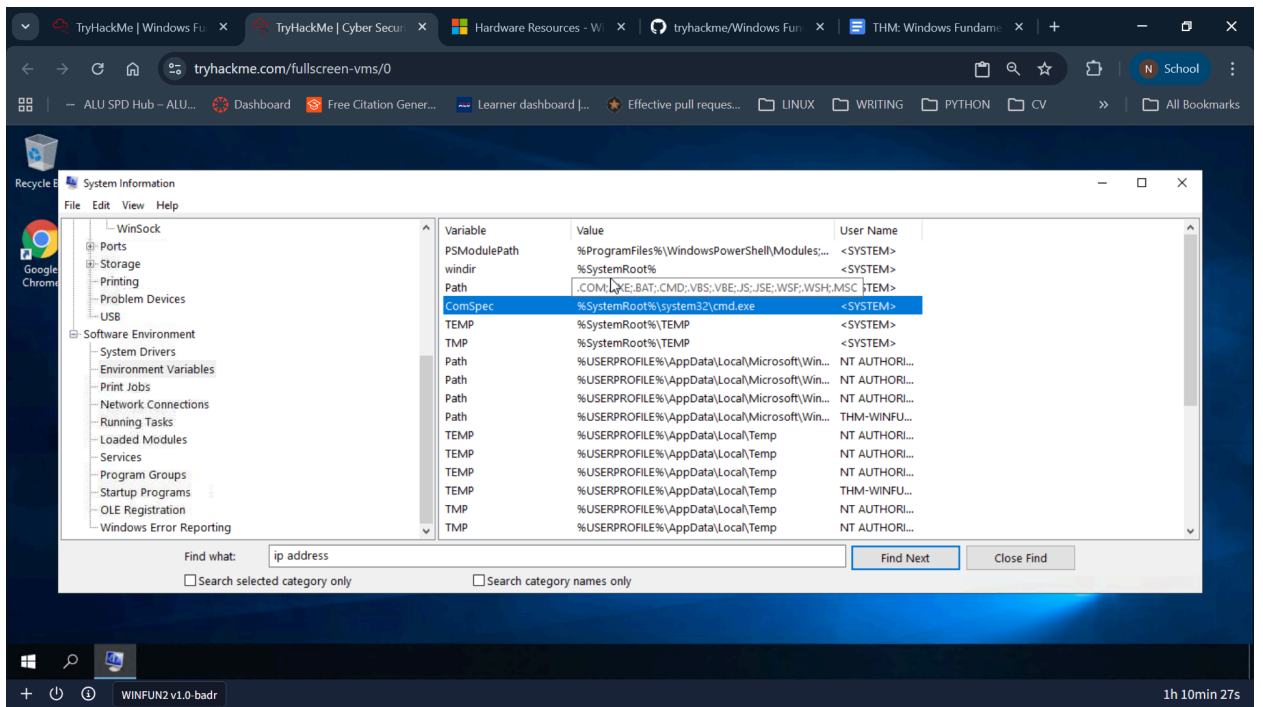 TryHackMe | Windows Fu
TryHackMe | Cyber Secur
Hardware Resources - Wi
tryhackme/Windows Fun
THM: Windows Fundame
tryhackme.com/fullscreen-vms/0
N School
ALU SPD Hub – ALU...
Dashboard
Free Citation Gener...
Learner dashboard |...
Effective pull reques...
LINUX
WRITING
PYTHON
CV
»
All Bookmarks
Recycle B
Google Chrome
System Information
File Edit View Help
WinSock
Ports
Storage
Printing
Problem Devices
USB
Software Environment
System Drivers
Environment Variables
Print Jobs
Network Connections
Running Tasks
Loaded Modules
Services
Program Groups
Startup Programs
OLE Registration
Windows Error Reporting
Variable Value User Name
PSModulePath %ProgramFiles%\WindowsPowerShell\Modules;... <SYSTEM>
windir %SystemRoot% <SYSTEM>
Path .COM;.EXE;.BAT;.CMD;.VBS;.VBE;.JS;.JSE;.WSF;.WSH;.MSC STEM>
ComSpec %SystemRoot%\system32\cmd.exe <SYSTEM>
TEMP %SystemRoot%\TEMP <SYSTEM>
TMP %SystemRoot%\TEMP <SYSTEM>
Path %USERPROFILE%\AppData\Local\Microsoft\Win... NT AUTHORI...
Path %USERPROFILE%\AppData\Local\Microsoft\Win... NT AUTHORI...
Path %USERPROFILE%\AppData\Local\Microsoft\Win... NT AUTHORI...
Path %USERPROFILE%\AppData\Local\Microsoft\Win... THM-WINFU...
TEMP %USERPROFILE%\AppData\Local\Temp NT AUTHORI...
TEMP %USERPROFILE%\AppData\Local\Temp NT AUTHORI...
TEMP %USERPROFILE%\AppData\Local\Temp NT AUTHORI...
TEMP %USERPROFILE%\AppData\Local\Temp THM-WINFU...
TMP %USERPROFILE%\AppData\Local\Temp NT AUTHORI...
TMP %USERPROFILE%\AppData\Local\Temp NT AUTHORI...
Find what: ip address Find Next Close Find
Search selected category only Search category names only
WINFUN2 v1.0-badr
1h 10min 27s